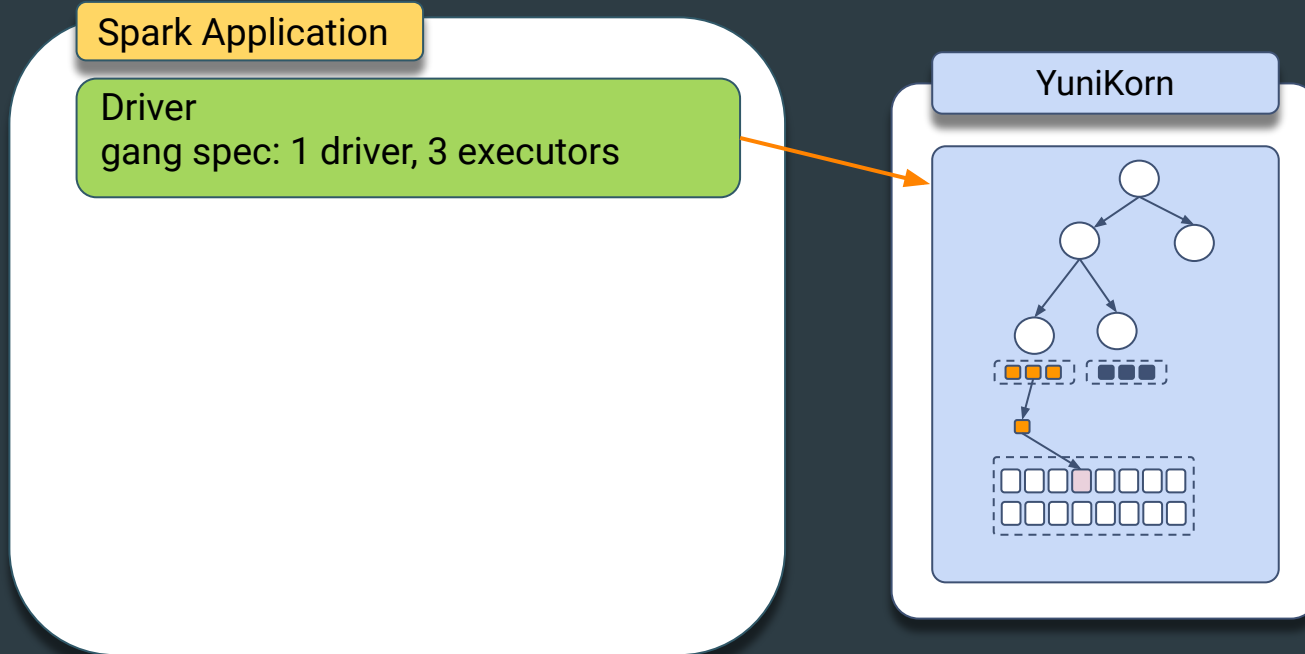 Spark Application
Driver
gang spec: 1 driver, 3 executors
YuniKorn